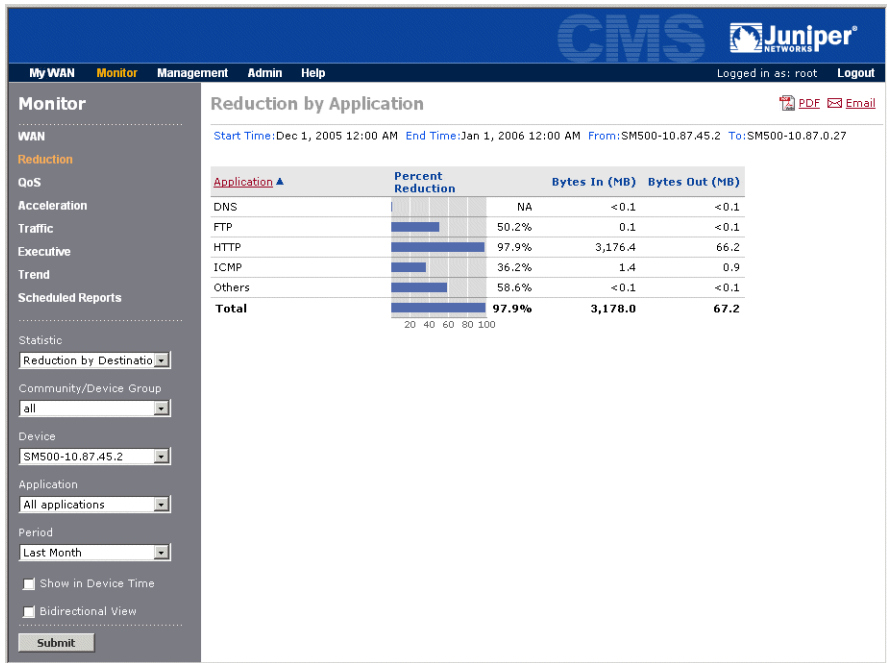 CMS
Juniper®
NETWORKS
My WAN Monitor Management Admin Help Logged in as: root Logout
Monitor
WAN
Reduction
QoS
Acceleration
Traffic
Executive
Trend
Scheduled Reports
Statistic
Reduction by Destinatio
Community/Device Group
all
Device
SM500-10.87.45.2
Application
All applications
Period
Last Month
Show in Device Time
Bidirectional View
Submit
Reduction by Application PDF Email
Start Time:Dec 1, 2005 12:00 AM End Time:Jan 1, 2006 12:00 AM From:SM500-10.87.45.2 To:SM500-10.87.0.27
Application Percent Reduction Bytes In (MB) Bytes Out (MB)
DNS NA <0.1 <0.1
FTP 50.2% 0.1 <0.1
HTTP 97.9% 3,176.4 66.2
ICMP 36.2% 1.4 0.9
Others 58.6% <0.1 <0.1
Total 97.9% 3,178.0 67.2
20 40 60 80 100